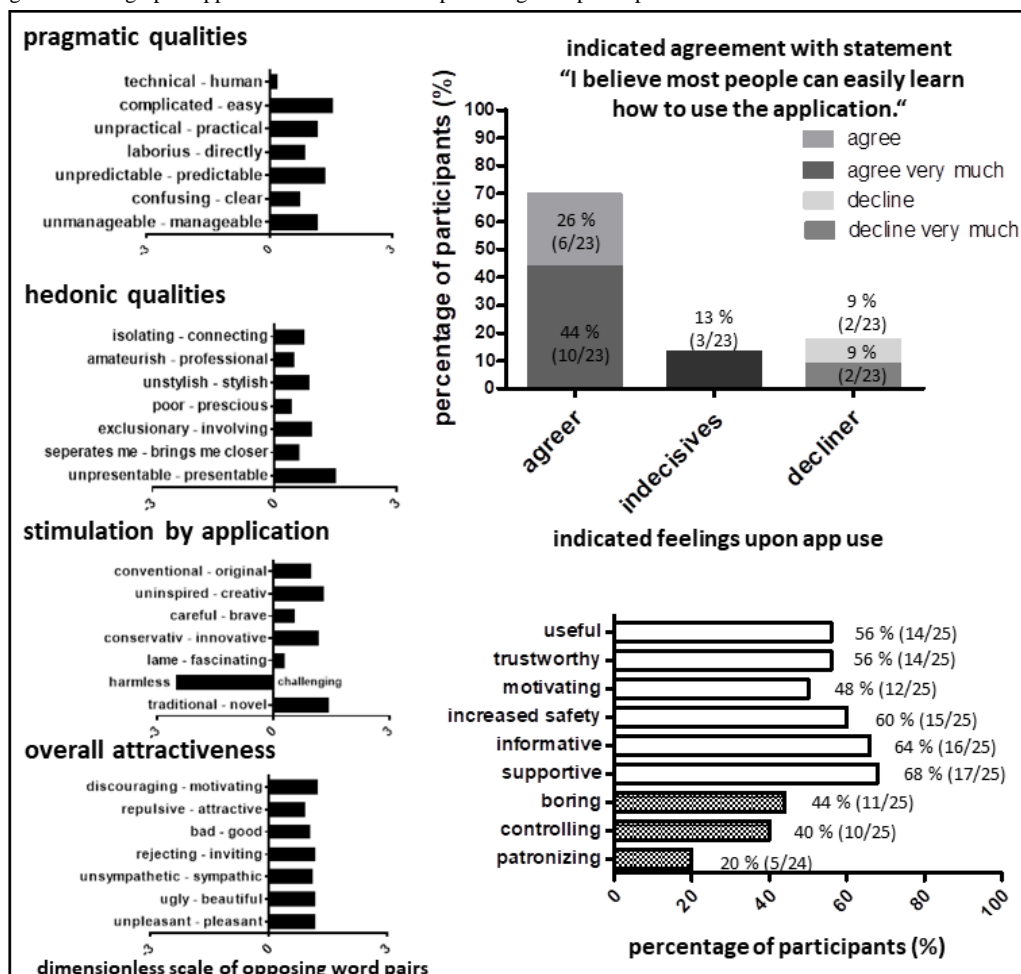 pragmatic qualities
technical - human
complicated - easy
unpractical - practical
laborius - directly
unpredictable - predictable
confusing - clear
unmanageable - manageable
-3 0 3
hedonic qualities
isolating - connecting
amateurish - professional
unstylish - stylish
poor - prescious
exclusionary - involving
seperates me - brings me closer
unpresentable - presentable
-3 0 3
stimulation by application
conventional - original
uninspired - creativ
careful - brave
conservativ - innovative
lame - fascinating
harmless challenging
traditional - novel
-3 0 3
overall attractiveness
discouraging - motivating
repulsive - attractive
bad - good
rejecting - inviting
unsympathetic - sympathic
ugly - beautiful
unpleasant - pleasant
-3 0 3
dimensionless scale of opposing word pairs
indicated agreement with statement
“I believe most people can easily learn
how to use the application.“
percentage of participants (%)
100
90
80
70
60
50
40
30
20
10
0
agree
agree very much
decline
decline very much
26 %
(6/23)
44 %
(10/23)
13 %
(3/23)
9 %
(2/23)
9 %
(2/23)
agreer
indecisives
decliner
indicated feelings upon app use
useful 56 % (14/25)
trustworthy 56 % (14/25)
motivating 48 % (12/25)
increased safety 60 % (15/25)
informative 64 % (16/25)
supportive 68 % (17/25)
boring 44 % (11/25)
controlling 40 % (10/25)
patronizing 20 % (5/24)
0 20 40 60 80 100
percentage of participants (%)